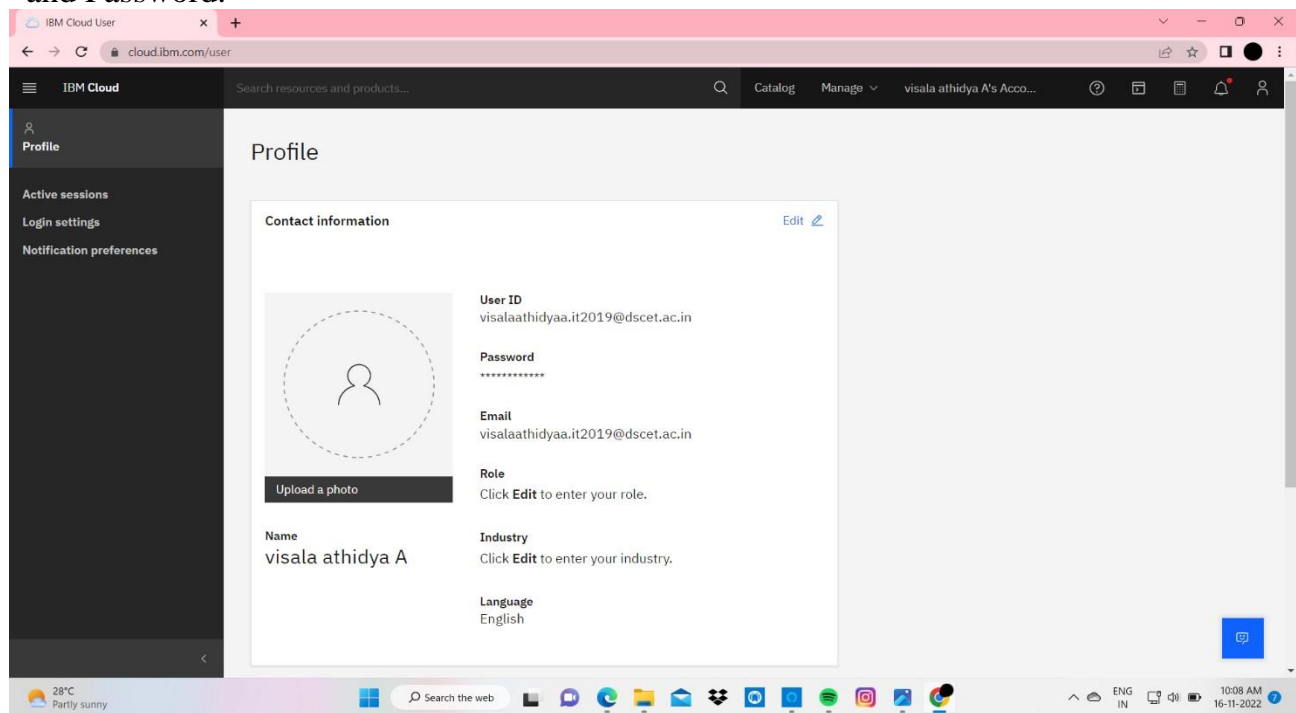 and Password.
IBM Cloud User
cloud.ibm.com/user
IBM Cloud
Search resources and products...
Catalog
Manage
visala athidya A's Acco...
Profile
Active sessions
Login settings
Notification preferences
Profile
Contact information
Edit
User ID
visalaathidyaa.it2019@dscet.ac.in
Password
************
Email
visalaathidyaa.it2019@dscet.ac.in
Role
Click Edit to enter your role.
Upload a photo
Name
visala athidya A
Industry
Click Edit to enter your industry.
Language
English
28°C
Partly sunny
Search the web
ENG
IN
10:08 AM
16-11-2022
7